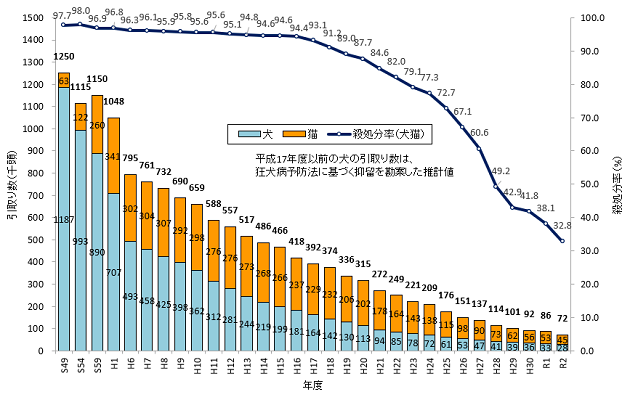 97.7 98.0 96.9 96.8 96.3 96.1 95.9 95.8 95.6 95.6 95.1 94.8 94.6 94.6 94.4 93.1 91.2 89.0 87.7 84.6 82.0 79.1 77.3 72.7 67.1 60.6 49.2 42.9 41.8 38.1 32.8
犬 猫 殺処分率(犬猫)
平成17年度以前の犬の引取り数は、
狂犬病予防法に基づく抑留を勘案した推計値
1250 1115 1150 1048 795 761 732 690 659 588 557 517 486 466 418 392 374 336 315 272 249 221 209 176 151 137 114 101 92 86 72
63 122 260 341 302 304 307 292 298 276 276 273 268 266 237 229 232 206 202 178 164 143 138 115 98 90 73 62 56 53 45
1187 993 890 707 493 458 425 398 362 312 281 244 219 199 181 164 142 130 113 94 85 78 72 61 53 47 41 39 36 33 28
引取り数(千頭)
1500
1400
1300
1200
1100
1000
900
800
700
600
500
400
300
200
100
0
殺処分率(%)
100.0
90.0
80.0
70.0
60.0
50.0
40.0
30.0
20.0
10.0
0.0
S49 S54 S59 H1 H6 H7 H8 H9 H10 H11 H12 H13 H14 H15 H16 H17 H18 H19 H20 H21 H22 H23 H24 H25 H26 H27 H28 H29 H30 R1 R2
年度